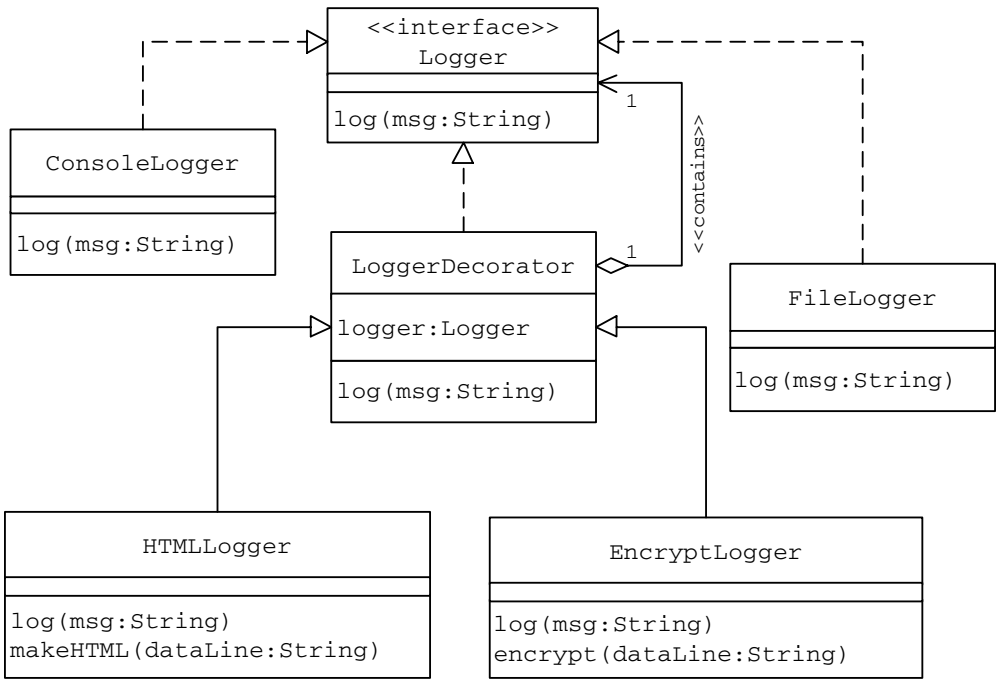 <<interface>>
Logger
log(msg:String)
1
<<contains>>
ConsoleLogger
log(msg:String)
LoggerDecorator
1
logger:Logger
log(msg:String)
FileLogger
log(msg:String)
HTMLLogger
log(msg:String)
makeHTML(dataLine:String)
EncryptLogger
log(msg:String)
encrypt(dataLine:String)